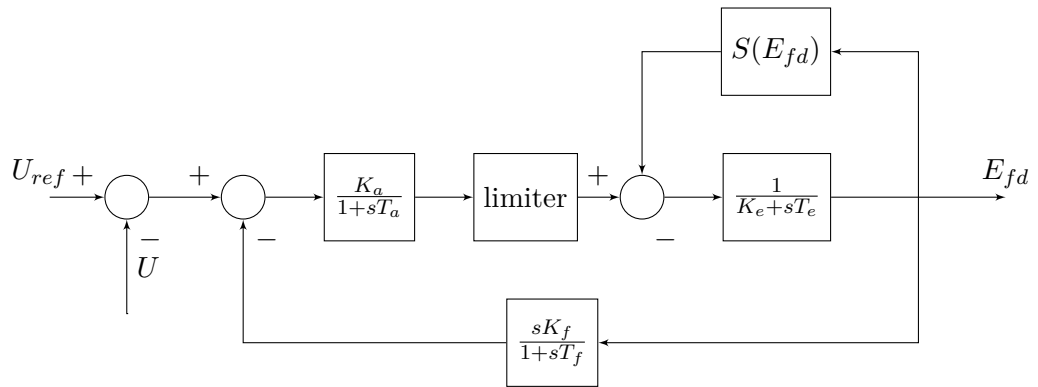 S(E_{fd})
U_{ref} + + + E_{fd}
\frac{K_a}{1+sT_a} limiter \frac{1}{K_e+sT_e}
− − −
U
\frac{sK_f}{1+sT_f}